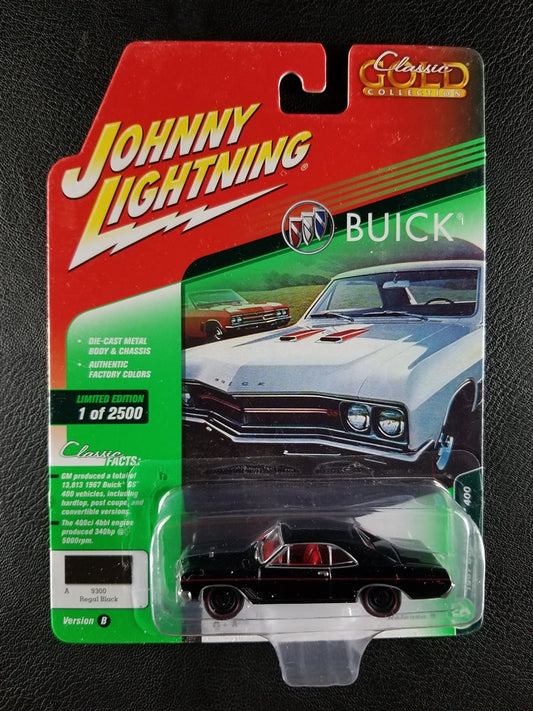 Classic
GOLD
COLLECTION
JOHNNY
LIGHTNING®
BUICK
• DIE-CAST METAL
BODY & CHASSIS
• AUTHENTIC
FACTORY COLORS
LIMITED EDITION
1 of 2500
Classic
FACTS:
GM produced a total of
13,813 1967 Buick® GS®
400 vehicles, including
hardtop, post coupe, and
convertible versions.
The 400ci 4bbl engine
produced 340hp @
5000rpm.
A 9300
Regal Black
Version B
400